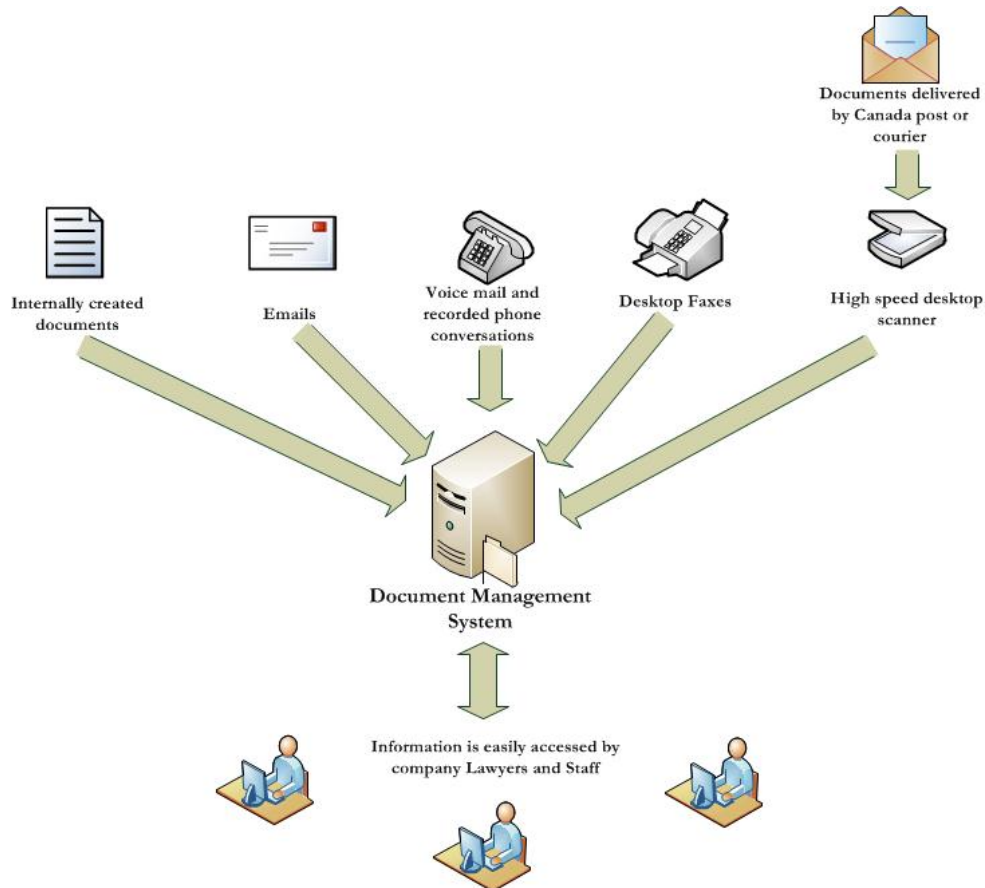 Documents delivered
by Canada post or
courier
Internally created
documents
Emails
Voice mail and
recorded phone
conversations
Desktop Faxes
High speed desktop
scanner
Document Management
System
Information is easily accessed by
company Lawyers and Staff